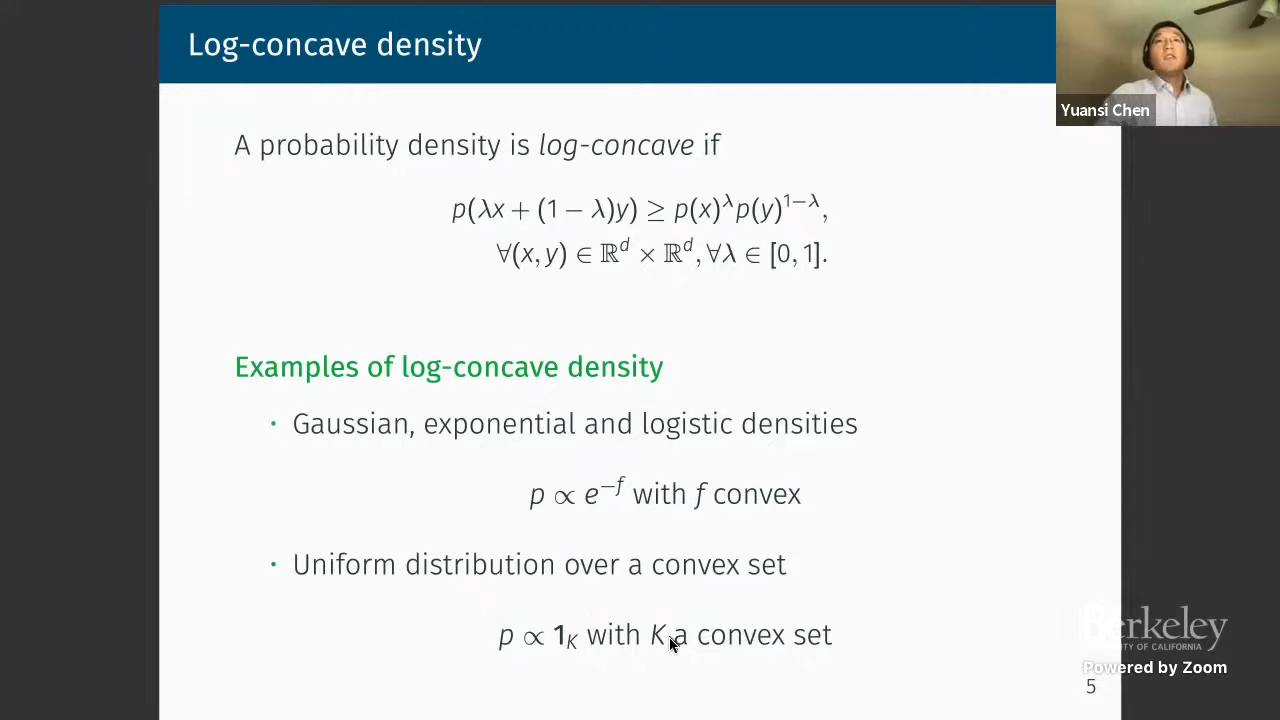 Log-concave density
Yuansi Chen
A probability density is log-concave if
p(λx + (1 − λ)y) ≥ p(x)^λ p(y)^{1−λ},
∀(x, y) ∈ ℝ^d × ℝ^d, ∀λ ∈ [0, 1].
Examples of log-concave density
· Gaussian, exponential and logistic densities
p ∝ e^{−f} with f convex
· Uniform distribution over a convex set
p ∝ 1_K with K a convex set
Berkeley
OF CALIFORNIA
Powered by Zoom
5